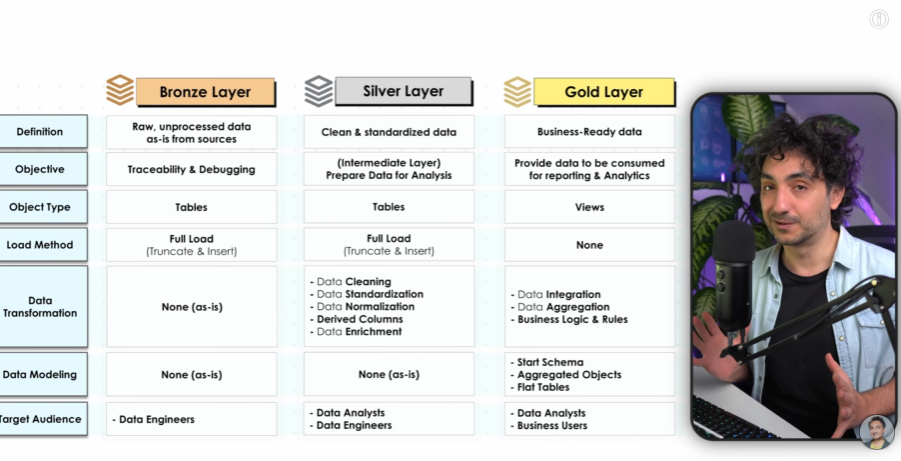 Bronze Layer
Silver Layer
Gold Layer
Definition
Raw, unprocessed data
as-is from sources
Clean & standardized data
Business-Ready data
Objective
Traceability & Debugging
(Intermediate Layer)
Prepare Data for Analysis
Provide data to be consumed
for reporting & Analytics
Object Type
Tables
Tables
Views
Load Method
Full Load
(Truncate & Insert)
Full Load
(Truncate & Insert)
None
Data
Transformation
None (as-is)
- Data Cleaning
- Data Standardization
- Data Normalization
- Derived Columns
- Data Enrichment
- Data Integration
- Data Aggregation
- Business Logic & Rules
Data Modeling
None (as-is)
None (as-is)
- Start Schema
- Aggregated Objects
- Flat Tables
Target Audience
- Data Engineers
- Data Analysts
- Data Engineers
- Data Analysts
- Business Users